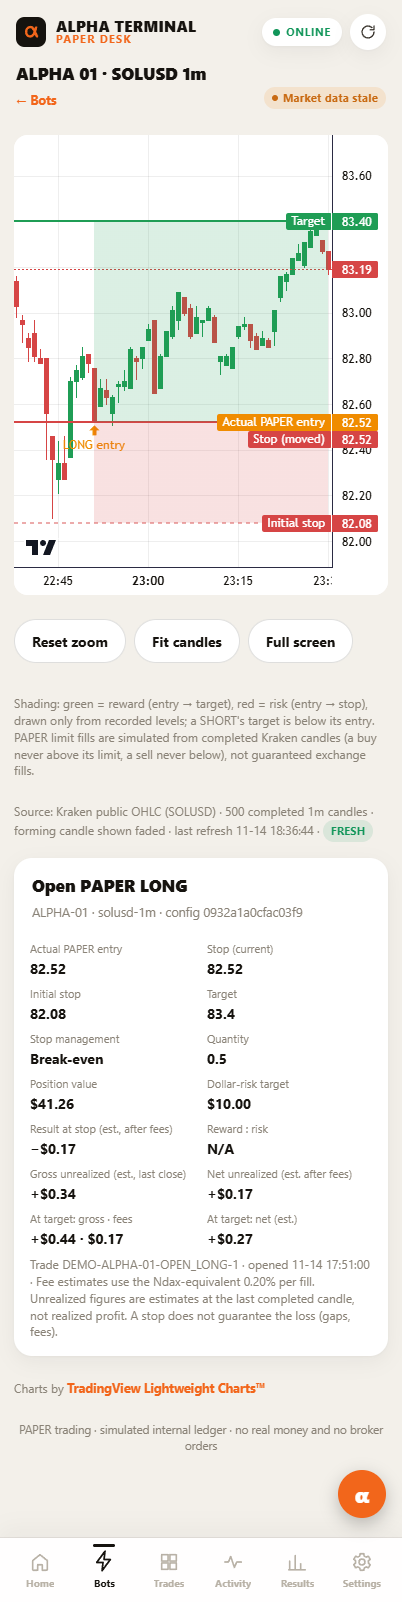 α ALPHA TERMINAL
PAPER DESK
ONLINE
ALPHA 01 · SOLUSD 1m
← Bots
Market data stale
83.60
Target 83.40
83.19
83.00
82.80
82.60
Actual PAPER entry 82.52
Stop (moved) 82.52
LONG entry
82.40
82.20
Initial stop 82.08
82.00
22:45 23:00 23:15 23:
Reset zoom Fit candles Full screen
Shading: green = reward (entry → target), red = risk (entry → stop),
drawn only from recorded levels; a SHORT's target is below its entry.
PAPER limit fills are simulated from completed Kraken candles (a buy
never above its limit, a sell never below), not guaranteed exchange
fills.
Source: Kraken public OHLC (SOLUSD) · 500 completed 1m candles ·
forming candle shown faded · last refresh 11-14 18:36:44 · FRESH
Open PAPER LONG
ALPHA-01 · solusd-1m · config 0932a1a0cfac03f9
Actual PAPER entry Stop (current)
82.52 82.52
Initial stop Target
82.08 83.4
Stop management Quantity
Break-even 0.5
Position value Dollar-risk target
$41.26 $10.00
Result at stop (est., after fees) Reward : risk
−$0.17 N/A
Gross unrealized (est., last close) Net unrealized (est. after fees)
+$0.34 +$0.17
At target: gross · fees At target: net (est.)
+$0.44 · $0.17 +$0.27
Trade DEMO-ALPHA-01-OPEN_LONG-1 · opened 11-14 17:51:00
· Fee estimates use the Ndax-equivalent 0.20% per fill.
Unrealized figures are estimates at the last completed candle,
not realized profit. A stop does not guarantee the loss (gaps,
fees).
Charts by TradingView Lightweight Charts™
PAPER trading · simulated internal ledger · no real money and no broker
orders
α
Home Bots Trades Activity Results Settings